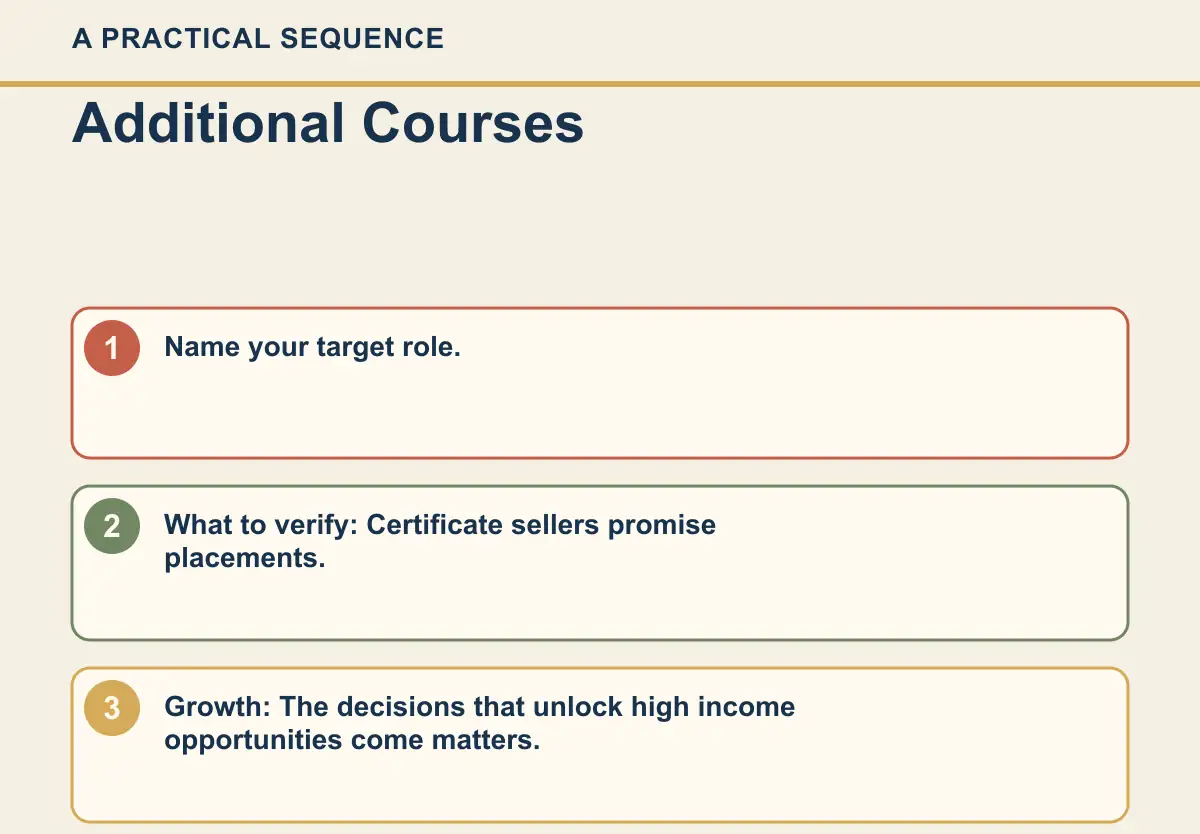 A PRACTICAL SEQUENCE
Additional Courses
1
Name your target role.
2
What to verify: Certificate sellers promise
placements.
3
Growth: The decisions that unlock high income
opportunities come matters.